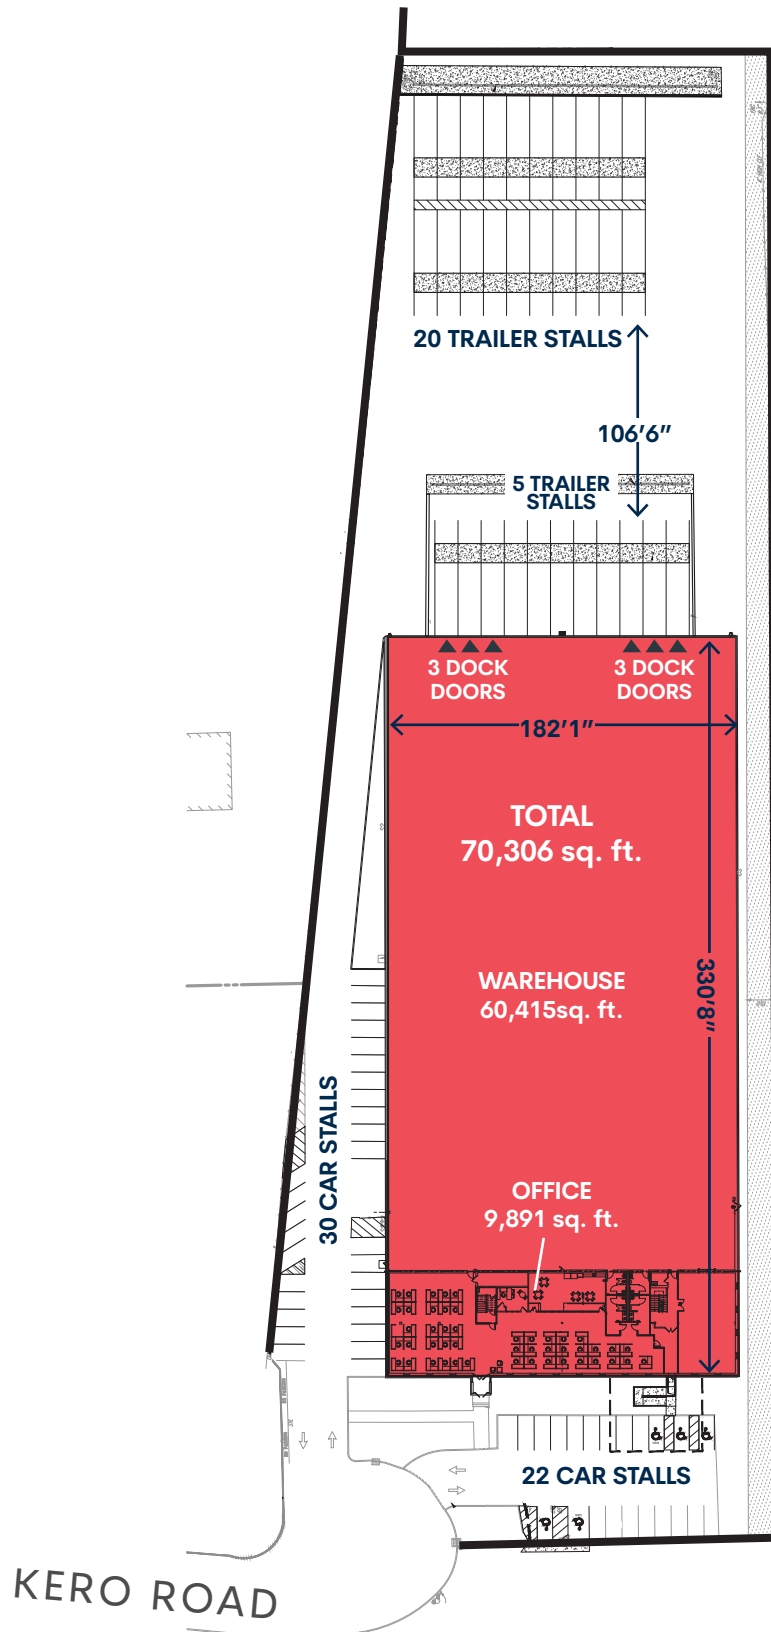 20 TRAILER STALLS
106′6″
5 TRAILER
STALLS
3 DOCK
DOORS
3 DOCK
DOORS
182′1″
TOTAL
70,306 sq. ft.
WAREHOUSE
60,415sq. ft.
330′8″
30 CAR STALLS
OFFICE
9,891 sq. ft.
22 CAR STALLS
KERO ROAD